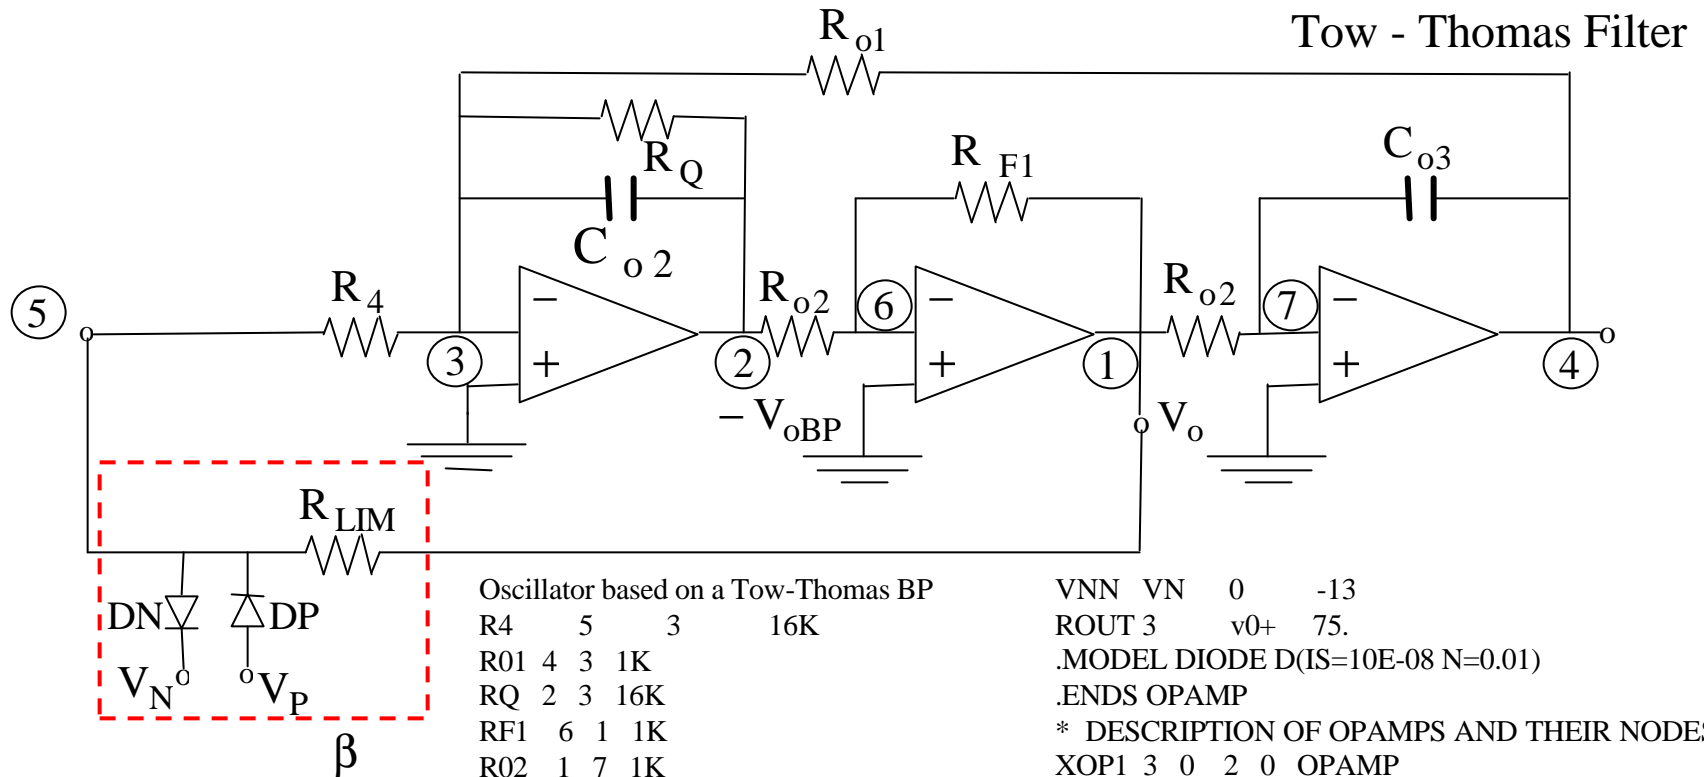 Tow - Thomas Filter
R o1
R Q
R F1
C o3
C o 2
R 4
R o2
R o2
5
3
2
6
1
7
4
−
+
−
+
−
+
− V oBP
V o
R LIM
DN
DP
V N
V P
β
Oscillator based on a Tow-Thomas BP
R4 5 3 16K
R01 4 3 1K
RQ 2 3 16K
RF1 6 1 1K
R02 1 7 1K
VNN VN 0 -13
ROUT 3 v0+ 75.
.MODEL DIODE D(IS=10E-08 N=0.01)
.ENDS OPAMP
* DESCRIPTION OF OPAMPS AND THEIR NODES
XOP1 3 0 2 0 OPAMP